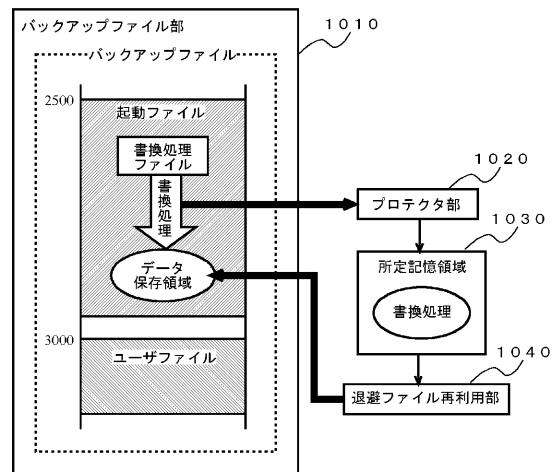 バックアップファイル部
1010
バックアップファイル
2500
起動ファイル
書換処理
ファイル
書換処理
データ
保存領域
3000
ユーザファイル
1020
プロテクタ部
1030
所定記憶領域
書換処理
1040
退避ファイル再利用部